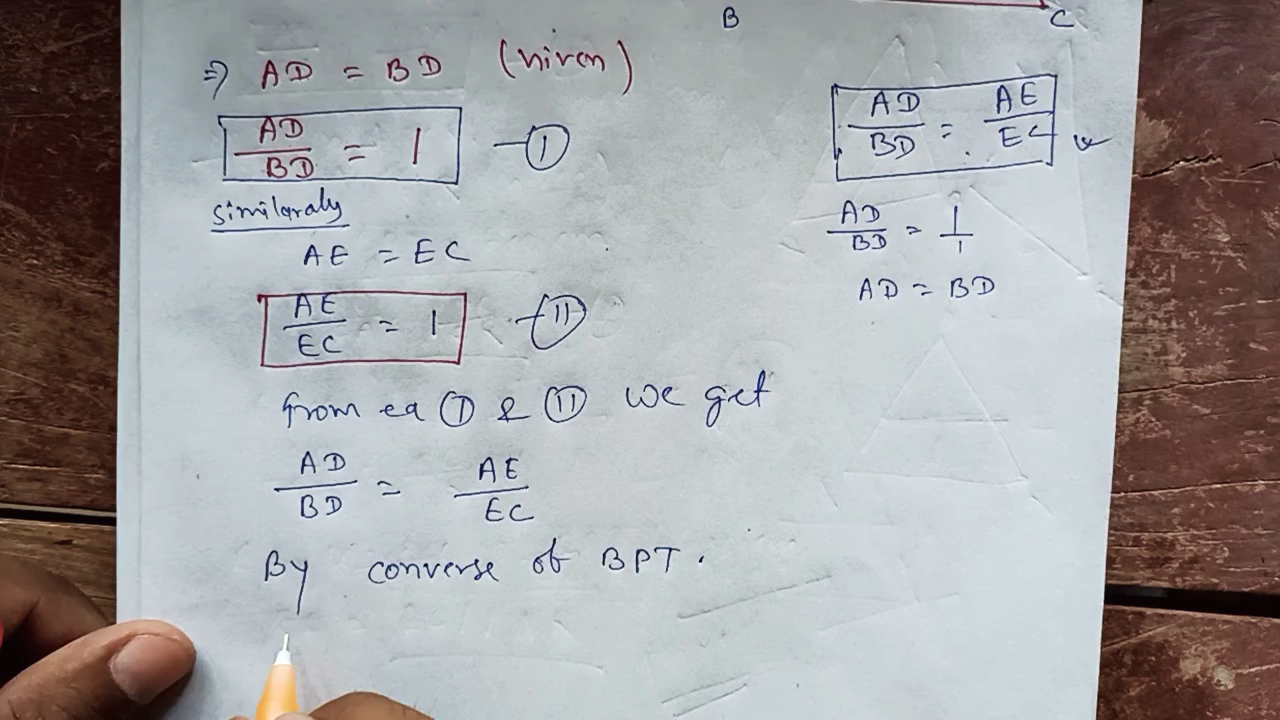 B C
⇒ AD = BD (Given)
AD/BD = 1 —(I)
Similaraly
AE = EC
AE/EC = 1 —(II)
from eq (I) & (II) we get
AD/BD = AE/EC
By converse of BPT.
AD/BD = AE/EC
AD/BD = 1/1
AD = BD